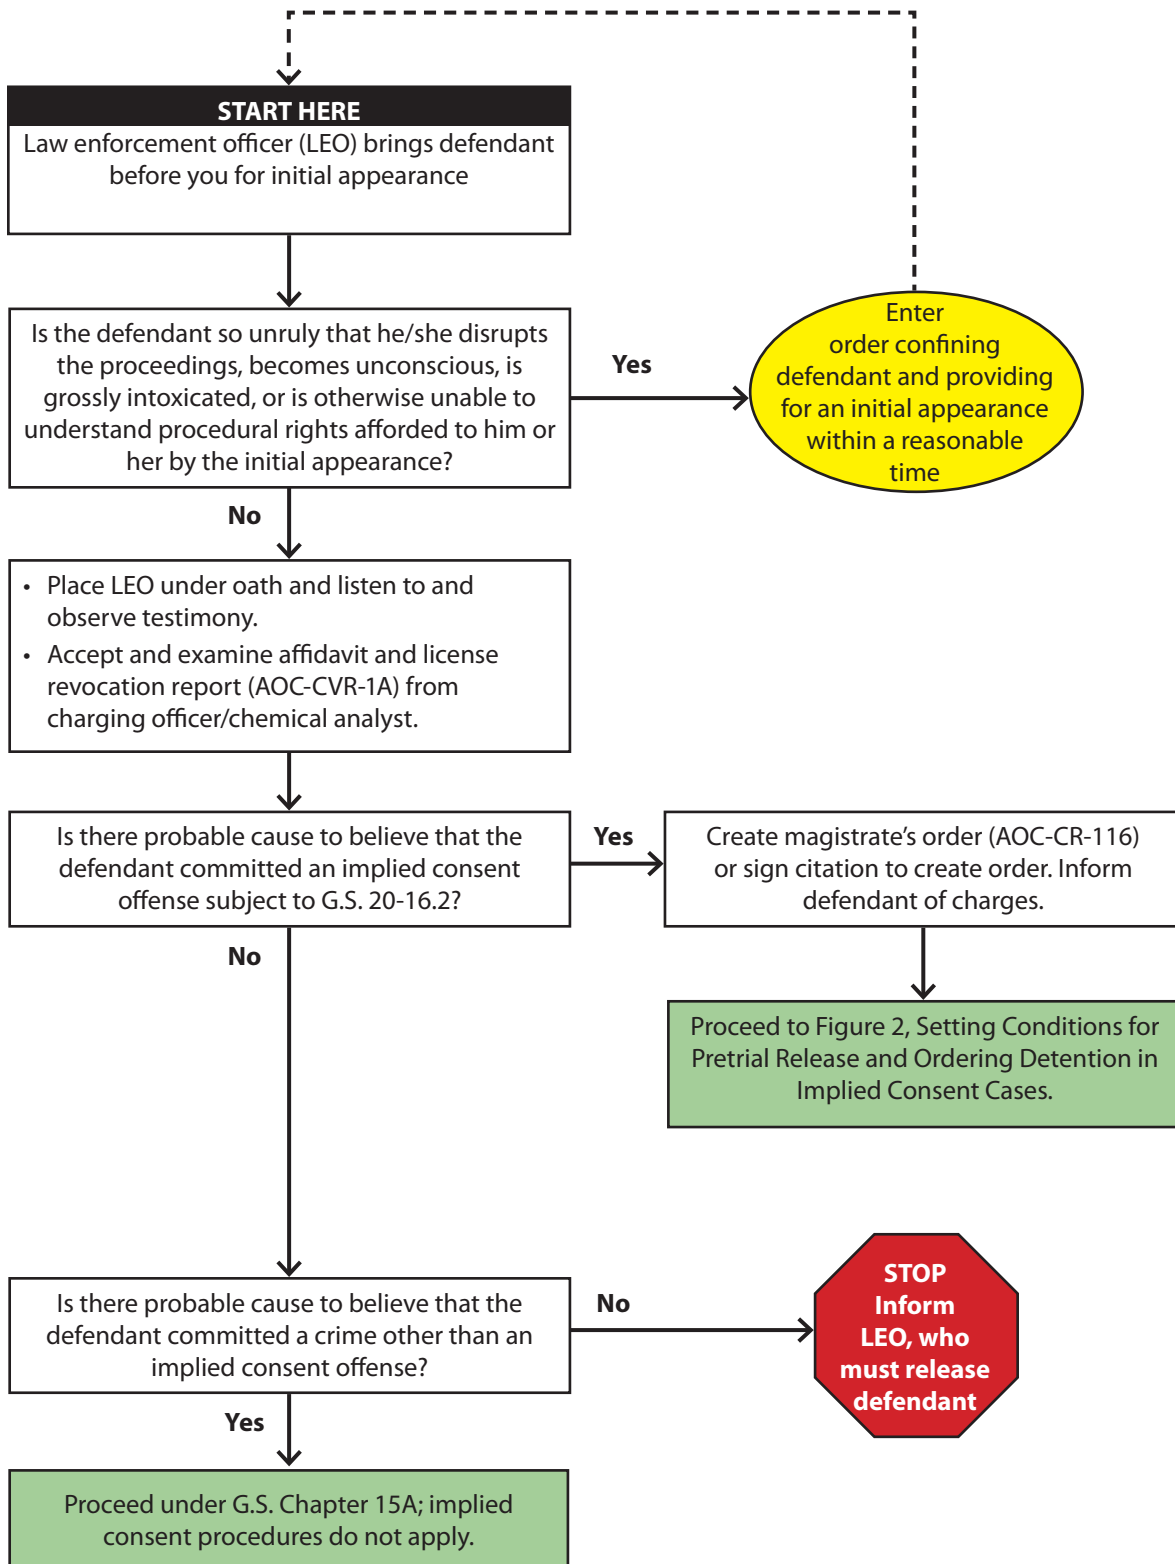 START HERE
Law enforcement officer (LEO) brings defendant
before you for initial appearance
Is the defendant so unruly that he/she disrupts
the proceedings, becomes unconscious, is
grossly intoxicated, or is otherwise unable to
understand procedural rights afforded to him or
her by the initial appearance?
Yes
Enter
order confining
defendant and providing
for an initial appearance
within a reasonable
time
No
• Place LEO under oath and listen to and
observe testimony.
• Accept and examine affidavit and license
revocation report (AOC-CVR-1A) from
charging officer/chemical analyst.
Is there probable cause to believe that the
defendant committed an implied consent
offense subject to G.S. 20-16.2?
Yes
Create magistrate’s order (AOC-CR-116)
or sign citation to create order. Inform
defendant of charges.
No
Proceed to Figure 2, Setting Conditions for
Pretrial Release and Ordering Detention in
Implied Consent Cases.
Is there probable cause to believe that the
defendant committed a crime other than an
implied consent offense?
No
STOP
Inform
LEO, who
must release
defendant
Yes
Proceed under G.S. Chapter 15A; implied
consent procedures do not apply.